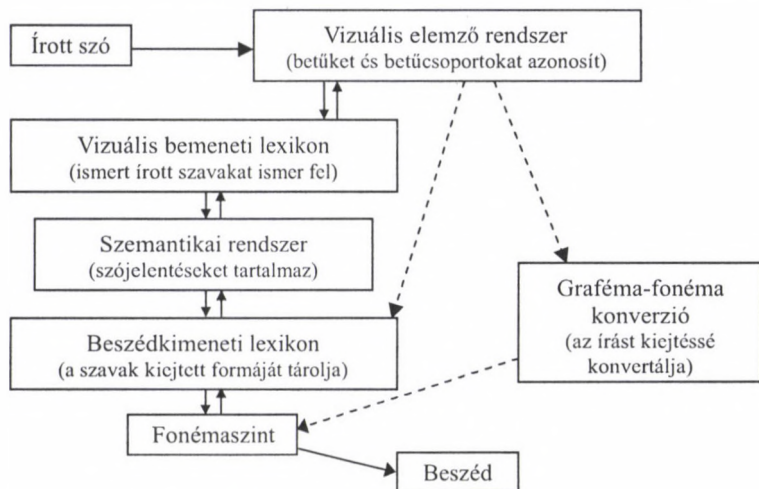 Írott szó
Vizuális elemző rendszer
(betűket és betűcsoportokat azonosít)
Vizuális bemeneti lexikon
(ismert írott szavakat ismer fel)
Szemantikai rendszer
(szójelentéseket tartalmaz)
Beszédkimeneti lexikon
(a szavak kiejtett formáját tárolja)
Graféma-fonéma
konverzió
(az írást kiejtéssé
konvertálja)
Fonémaszint
Beszéd